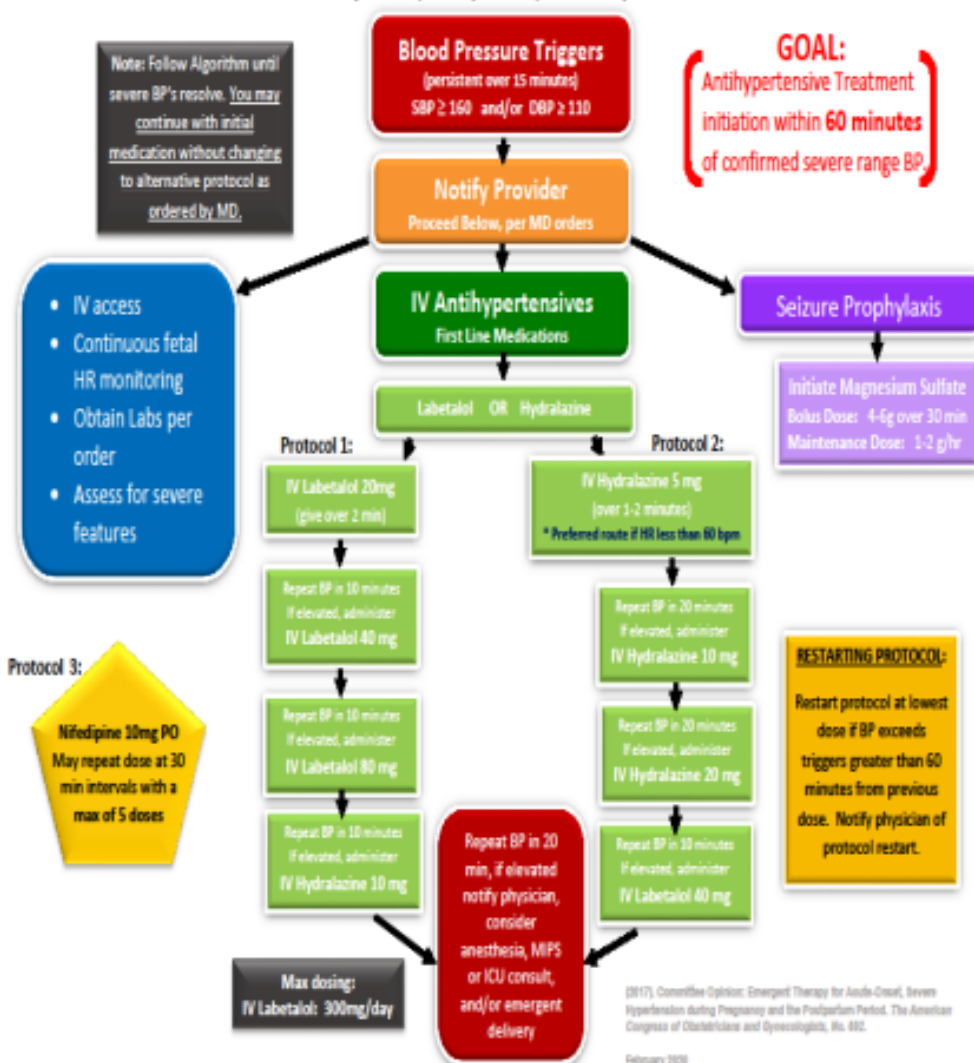 Note: Follow Algorithm until
severe BP's resolve. You may
continue with initial
medication without changing
to alternative protocol as
ordered by MD.
Blood Pressure Triggers
(persistent over 15 minutes)
SBP ≥ 160 and/or DBP ≥ 110
GOAL:
Antihypertensive Treatment
initiation within 60 minutes
of confirmed severe range BP.
Notify Provider
Proceed Below, per MD orders
• IV access
• Continuous fetal
HR monitoring
• Obtain Labs per
order
• Assess for severe
features
IV Antihypertensives
First Line Medications
Seizure Prophylaxis
Initiate Magnesium Sulfate
Bolus Dose: 4-6g over 30 min
Maintenance Dose: 1-2 g/hr
Labetalol OR Hydralazine
Protocol 1:
IV Labetalol 20mg
(give over 2 min)
Repeat BP in 10 minutes
If elevated, administer
IV Labetalol 40 mg
Repeat BP in 10 minutes
If elevated, administer
IV Labetalol 80 mg
Repeat BP in 10 minutes
If elevated, administer
IV Hydralazine 10 mg
Protocol 2:
IV Hydralazine 5 mg
(over 1-2 minutes)
* Preferred route if HR less than 60 bpm
Repeat BP in 20 minutes
If elevated, administer
IV Hydralazine 10 mg
Repeat BP in 20 minutes
If elevated, administer
IV Hydralazine 20 mg
Repeat BP in 10 minutes
If elevated, administer
IV Labetalol 40 mg
Protocol 3:
Nifedipine 10mg PO
May repeat dose at 30
min intervals with a
max of 5 doses
RESTARTING PROTOCOL:
Restart protocol at lowest
dose if BP exceeds
triggers greater than 60
minutes from previous
dose. Notify physician of
protocol restart.
Repeat BP in 20
min, if elevated
notify physician,
consider
anesthesia, MIPS
or ICU consult,
and/or emergent
delivery
Max dosing:
IV Labetalol: 300mg/day
(2017). Committee Opinion: Emergent Therapy for Acute-Onset, Severe
Hypertension during Pregnancy and the Postpartum Period. The American
Congress of Obstetricians and Gynecologists, No. 692.
February 2020